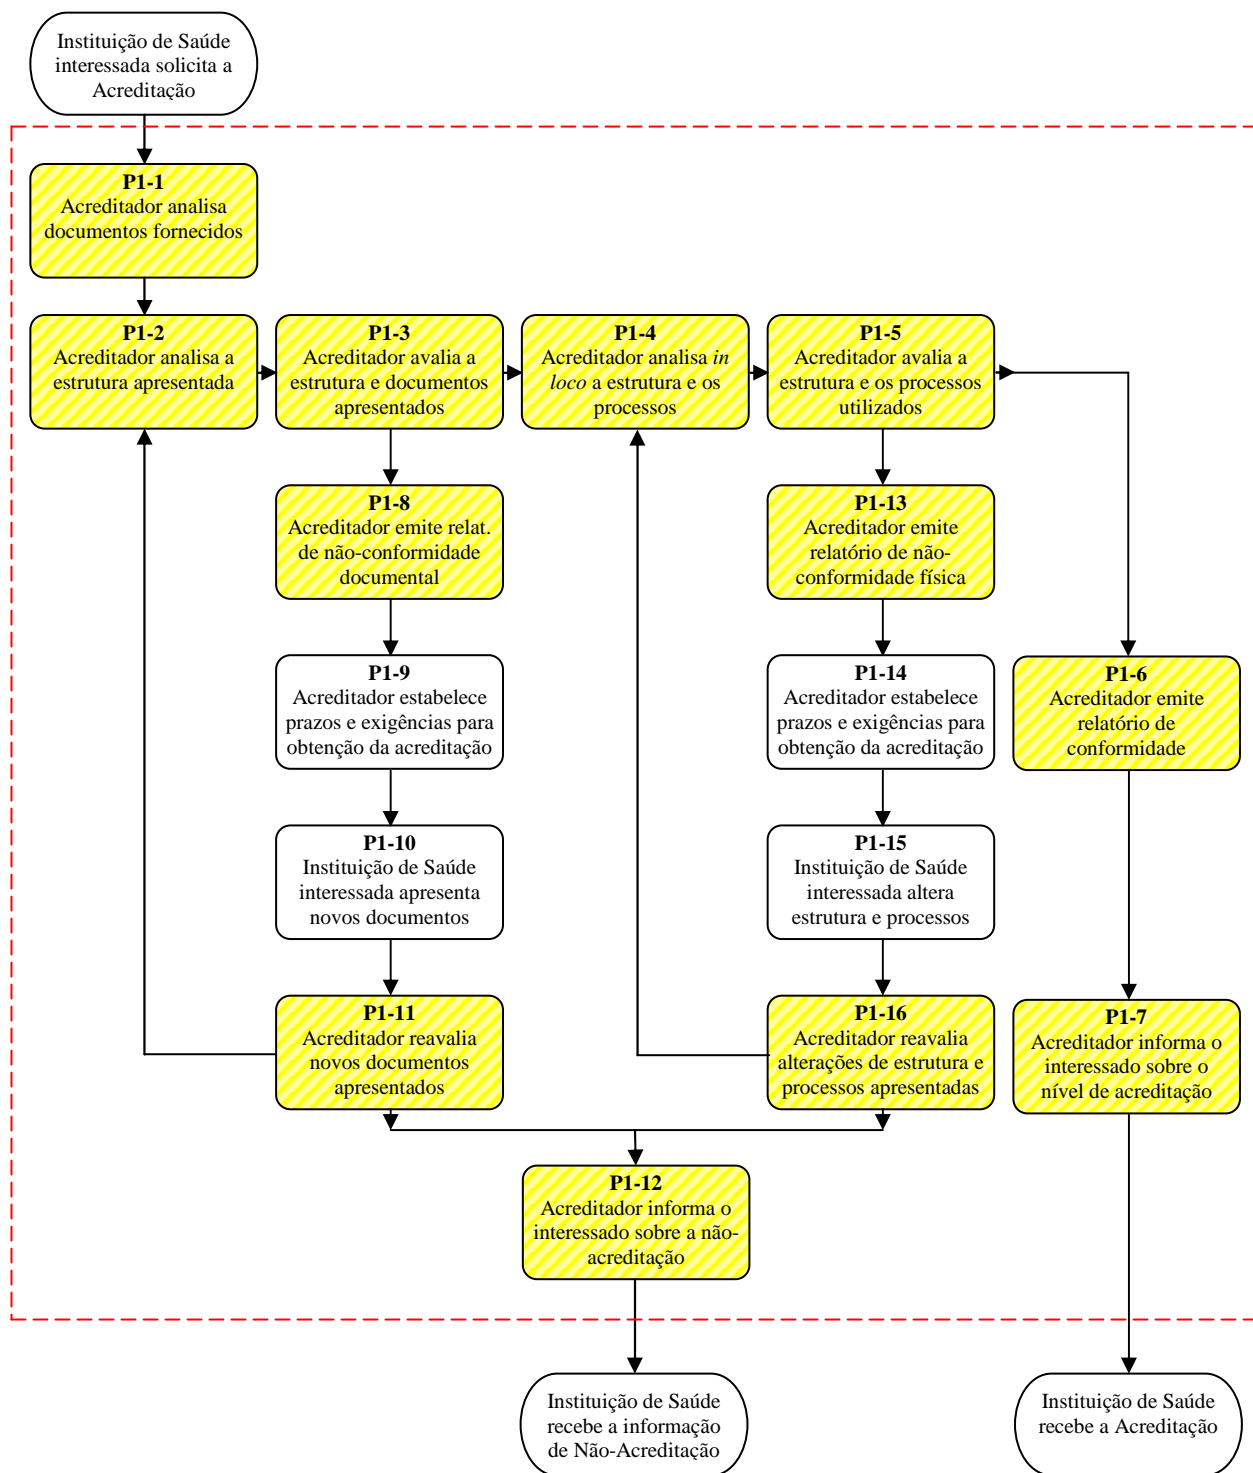 Instituição de Saúde
interessada solicita a
Acreditação
P1-1
Acreditador analisa
documentos fornecidos
P1-2
Acreditador analisa a
estrutura apresentada
P1-3
Acreditador avalia a
estrutura e documentos
apresentados
P1-4
Acreditador analisa in
loco a estrutura e os
processos
P1-5
Acreditador avalia a
estrutura e os processos
utilizados
P1-8
Acreditador emite relat.
de não-conformidade
documental
P1-13
Acreditador emite
relatório de não-
conformidade física
P1-9
Acreditador estabelece
prazos e exigências para
obtenção da acreditação
P1-14
Acreditador estabelece
prazos e exigências para
obtenção da acreditação
P1-6
Acreditador emite
relatório de
conformidade
P1-10
Instituição de Saúde
interessada apresenta
novos documentos
P1-15
Instituição de Saúde
interessada altera
estrutura e processos
P1-11
Acreditador reavalia
novos documentos
apresentados
P1-16
Acreditador reavalia
alterações de estrutura e
processos apresentadas
P1-7
Acreditador informa o
interessado sobre o
nível de acreditação
P1-12
Acreditador informa o
interessado sobre a não-
acreditação
Instituição de Saúde
recebe a informação
de Não-Acreditação
Instituição de Saúde
recebe a Acreditação